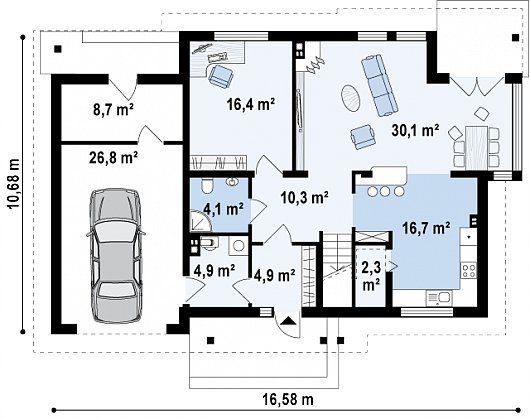 8,7 m²
16,4 m²
30,1 m²
26,8 m²
10,3 m²
4,1 m²
16,7 m²
4,9 m²
4,9 m²
2,3
m²
10,68 m
16,58 m